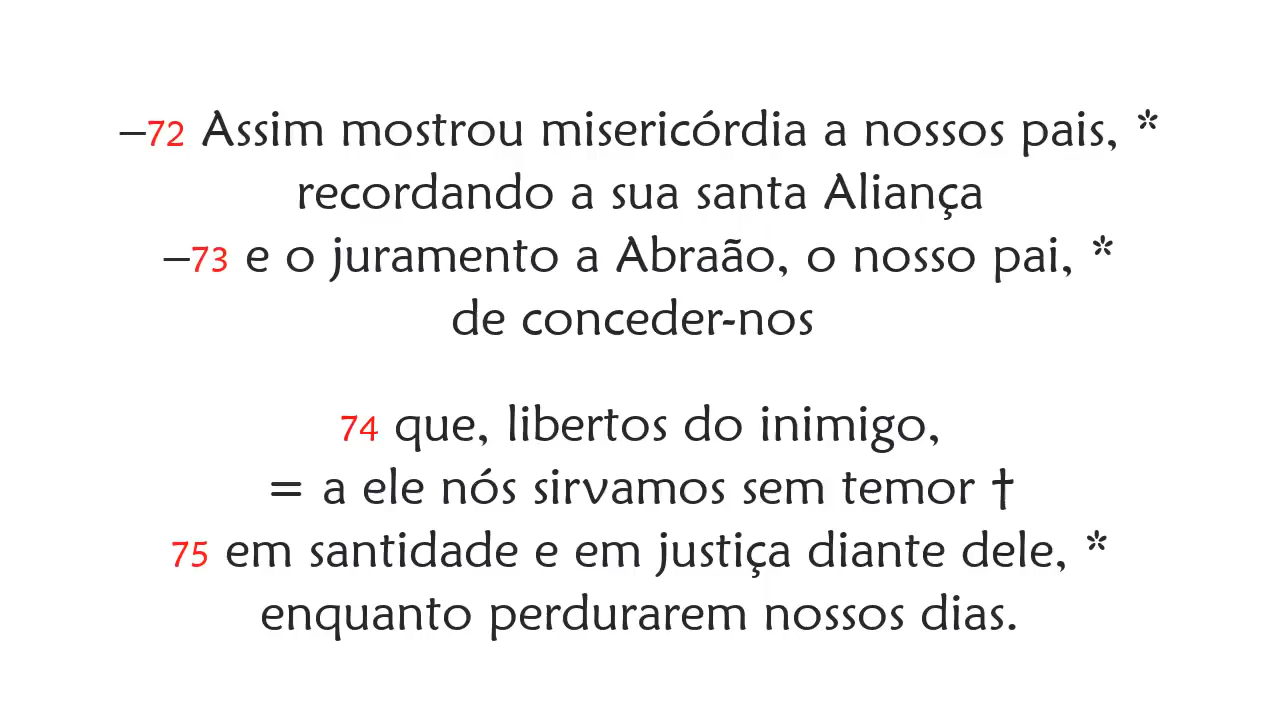 –72 Assim mostrou misericórdia a nossos pais, *
recordando a sua santa Aliança
–73 e o juramento a Abraão, o nosso pai, *
de conceder-nos
74 que, libertos do inimigo,
= a ele nós sirvamos sem temor †
75 em santidade e em justiça diante dele, *
enquanto perdurarem nossos dias.